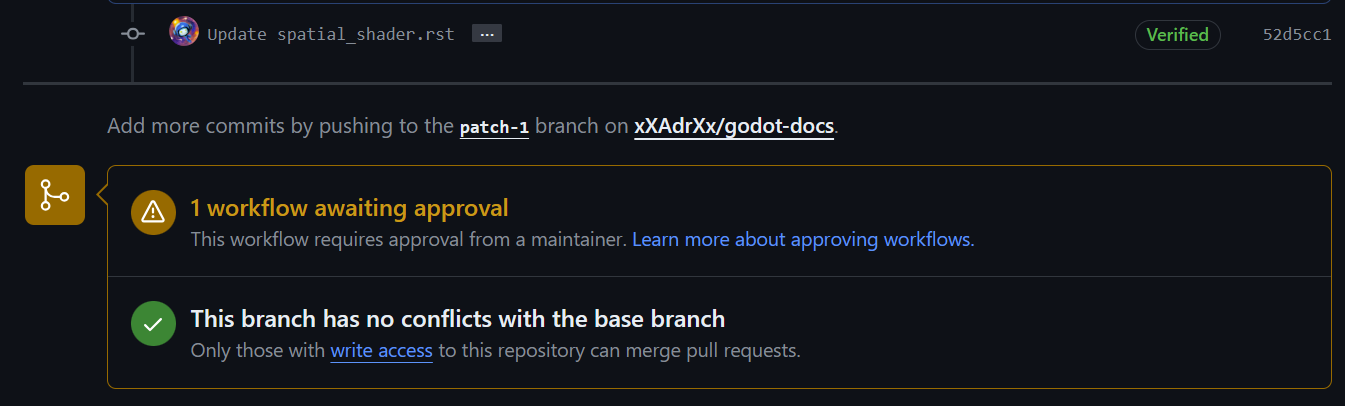 Update spatial_shader.rst ... Verified 52d5cc1
Add more commits by pushing to the patch-1 branch on xXAdrXx/godot-docs.
1 workflow awaiting approval
This workflow requires approval from a maintainer. Learn more about approving workflows.
This branch has no conflicts with the base branch
Only those with write access to this repository can merge pull requests.